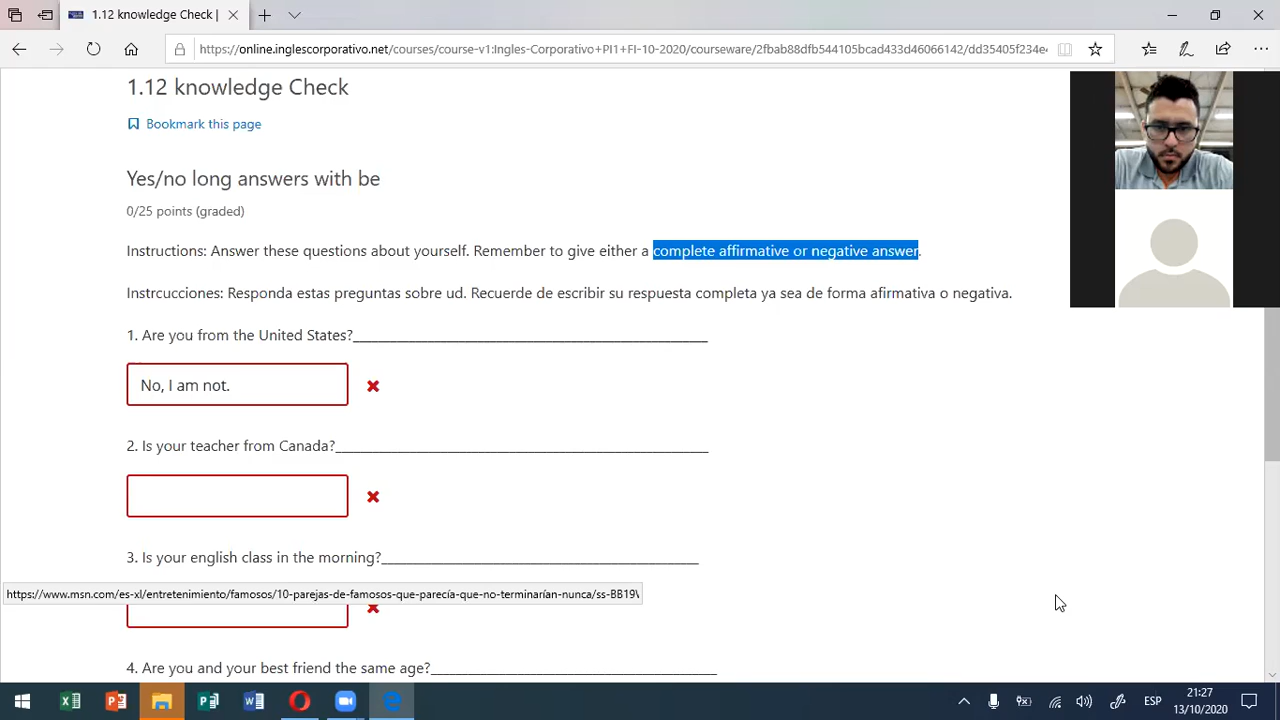 1.12 knowledge Check |
https://online.inglescorporativo.net/courses/course-v1:Ingles-Corporativo+PI1+FI-10-2020/courseware/2fbab88dfb544105bcad433d46066142/dd35405f234e4
1.12 knowledge Check
Bookmark this page
Yes/no long answers with be
0/25 points (graded)
Instructions: Answer these questions about yourself. Remember to give either a complete affirmative or negative answer.
Instrucciones: Responda estas preguntas sobre ud. Recuerde de escribir su respuesta completa ya sea de forma afirmativa o negativa.
1. Are you from the United States?
No, I am not.
2. Is your teacher from Canada?
3. Is your english class in the morning?
https://www.msn.com/es-xl/entretenimiento/famosos/10-parejas-de-famosos-que-parecía-que-no-terminarían-nunca/ss-BB19\
4. Are you and your best friend the same age?
ESP
21:27
13/10/2020